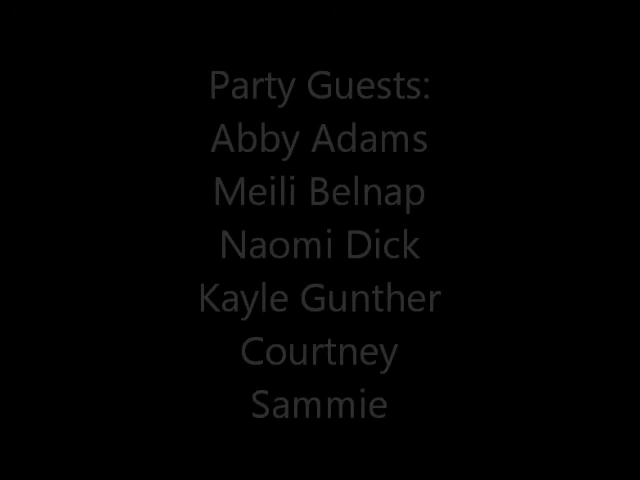 Party Guests:
Abby Adams
Meili Belnap
Naomi Dick
Kayle Gunther
Courtney
Sammie